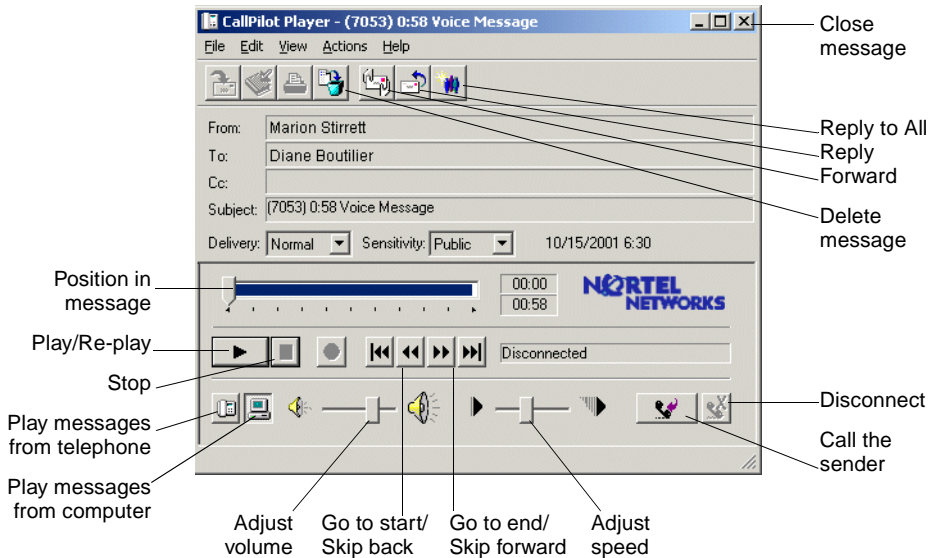 CallPilot Player - (7053) 0:58 Voice Message
File Edit View Actions Help
Close
message
From: Marion Stirrett
To: Diane Boutilier
Cc:
Subject: (7053) 0:58 Voice Message
Delivery: Normal Sensitivity: Public 10/15/2001 6:30
Reply to All
Reply
Forward
Delete
message
Position in
message
00:00
00:58
NORTEL
NETWORKS
Play/Re-play
Disconnected
Stop
Play messages
from telephone
Play messages
from computer
Disconnect
Call the
sender
Adjust
volume
Go to start/
Skip back
Go to end/
Skip forward
Adjust
speed